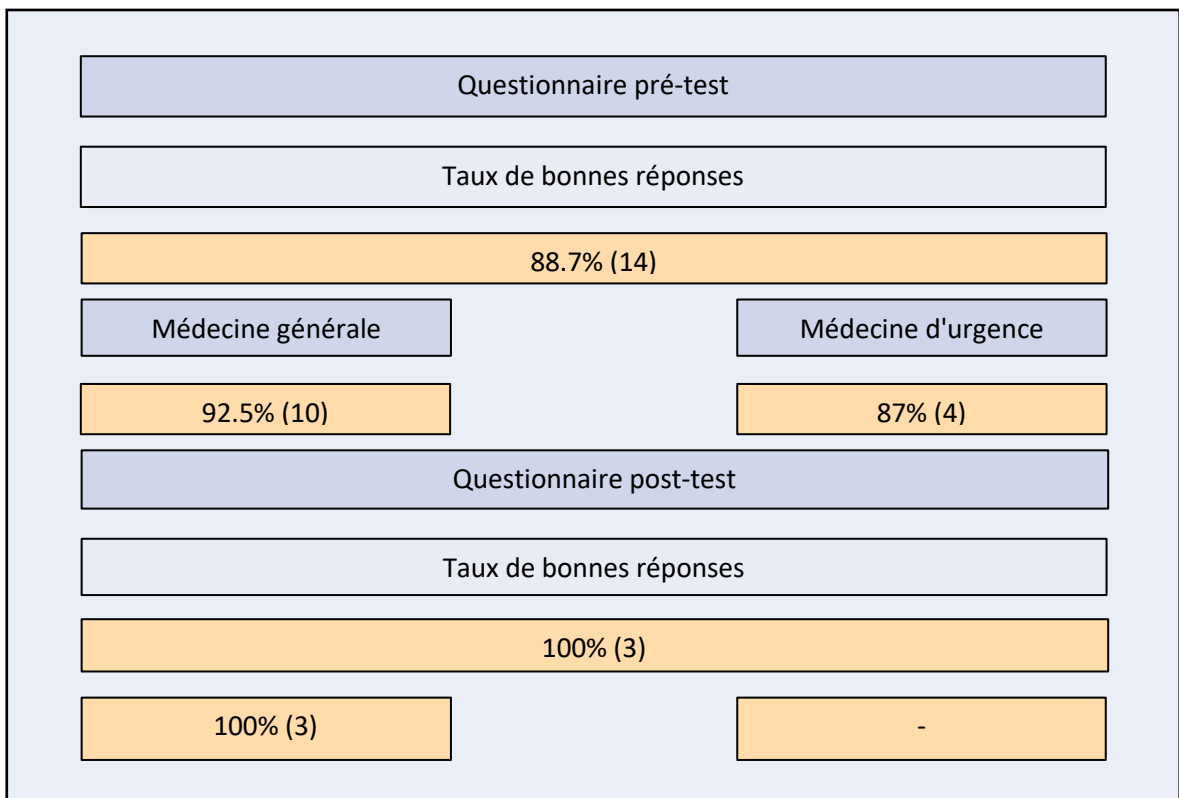 Questionnaire pré-test
Taux de bonnes réponses
88.7% (14)
Médecine générale
Médecine d'urgence
92.5% (10)
87% (4)
Questionnaire post-test
Taux de bonnes réponses
100% (3)
100% (3)
-